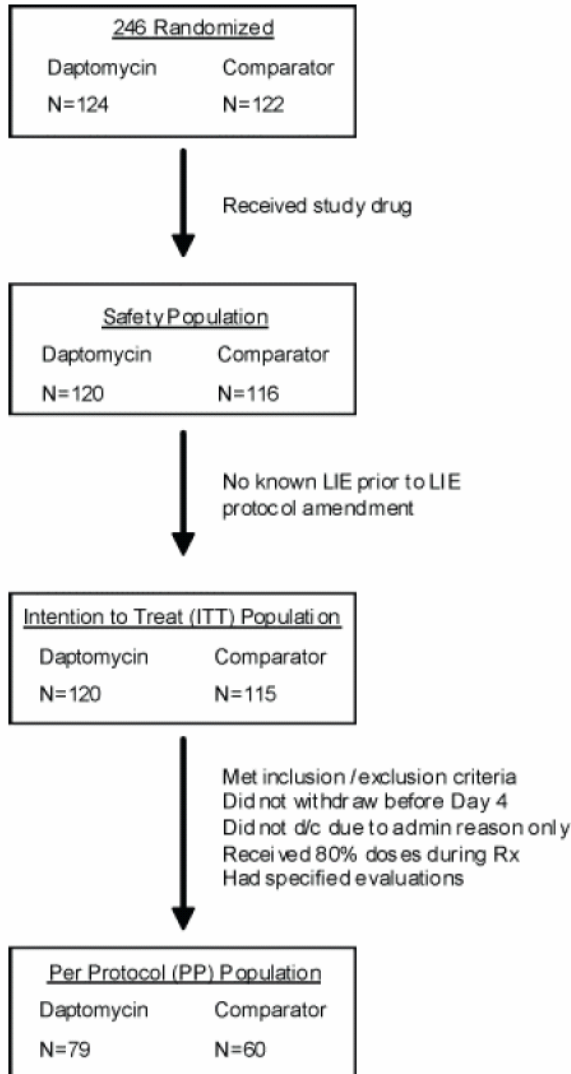 246 Randomized
Daptomycin Comparator
N=124 N=122
Received study drug
Safety Population
Daptomycin Comparator
N=120 N=116
No known LIE prior to LIE
protocol amendment
Intention to Treat (ITT) Population
Daptomycin Comparator
N=120 N=115
Met inclusion/exclusion criteria
Did not withdraw before Day 4
Did not d/c due to admin reason only
Received 80% doses during Rx
Had specified evaluations
Per Protocol (PP) Population
Daptomycin Comparator
N=79 N=60